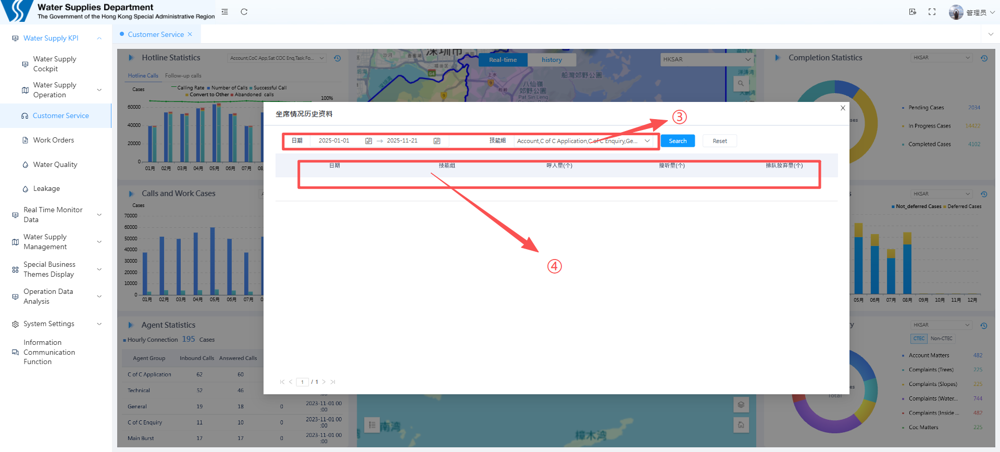 Water Supplies Department
The Government of the Hong Kong Special Administrative Region
管理员
Water Supply KPI
Water Supply
Cockpit
Water Supply
Operation
Customer Service
Work Orders
Water Quality
Leakage
Real Time Monitor
Data
Water Supply
Management
Special Business
Themes Display
Operation Data
Analysis
System Settings
Information
Communication
Function
Customer Service
Hotline Statistics
Account,CoC App,Sat COC Enq,Task Fo...
Hotline Calls Follow-up calls
Cases
Calling Rate Number of Calls Successful Call
Convert to Other Abandoned calls
100%
60000
40000
20000
0
01月 02月 03月 04月 05月 06月 07月
Calls and Work Cases
Cases
70000
60000
50000
40000
30000
20000
10000
0
01月 02月 03月 04月 05月 06月 07月
Agent Statistics
Hourly Connection 195 Cases
Agent Group Inbound Calls Answered Calls
C of C Application 62 60
Technical 52 46
:00
General 19 18 0 2023-11-01 00
:00
C of C Enquiry 11 10 0 2023-11-01 00
:00
Main Burst 17 17 0 2023-11-01 00
:00
深圳市
Real-time history
HKSAR
沙河
福田区
G4
上水
9
9
八仙嶺
郊野公園
Pat Sin Leng
Country
船灣郊野公園
南湾
樟木湾
坐席情况历史资料
③
日期 2025-01-01 2025-11-21 技能组 Account,C of C Application,C of C Enquiry,Ge... Search Reset
日期 技能组 呼入量(个) 接听量(个) 排队放弃量(个)
④
1 / 1
Completion Statistics
HKSAR
Pending Cases 2034
In Progress Cases 14422
Completed Cases 4102
HKSAR
Not_deferred Cases Deferred Cases
05月 06月 07月 08月 09月 10月 11月 12月
HKSAR
CTEC Non-CTEC
Total
Account Matters 482
Complaints (Trees) 225
Complaints (Slopes) 225
Complaints (Water... 744
Complaints (Inside ... 482
Coc Matters 225